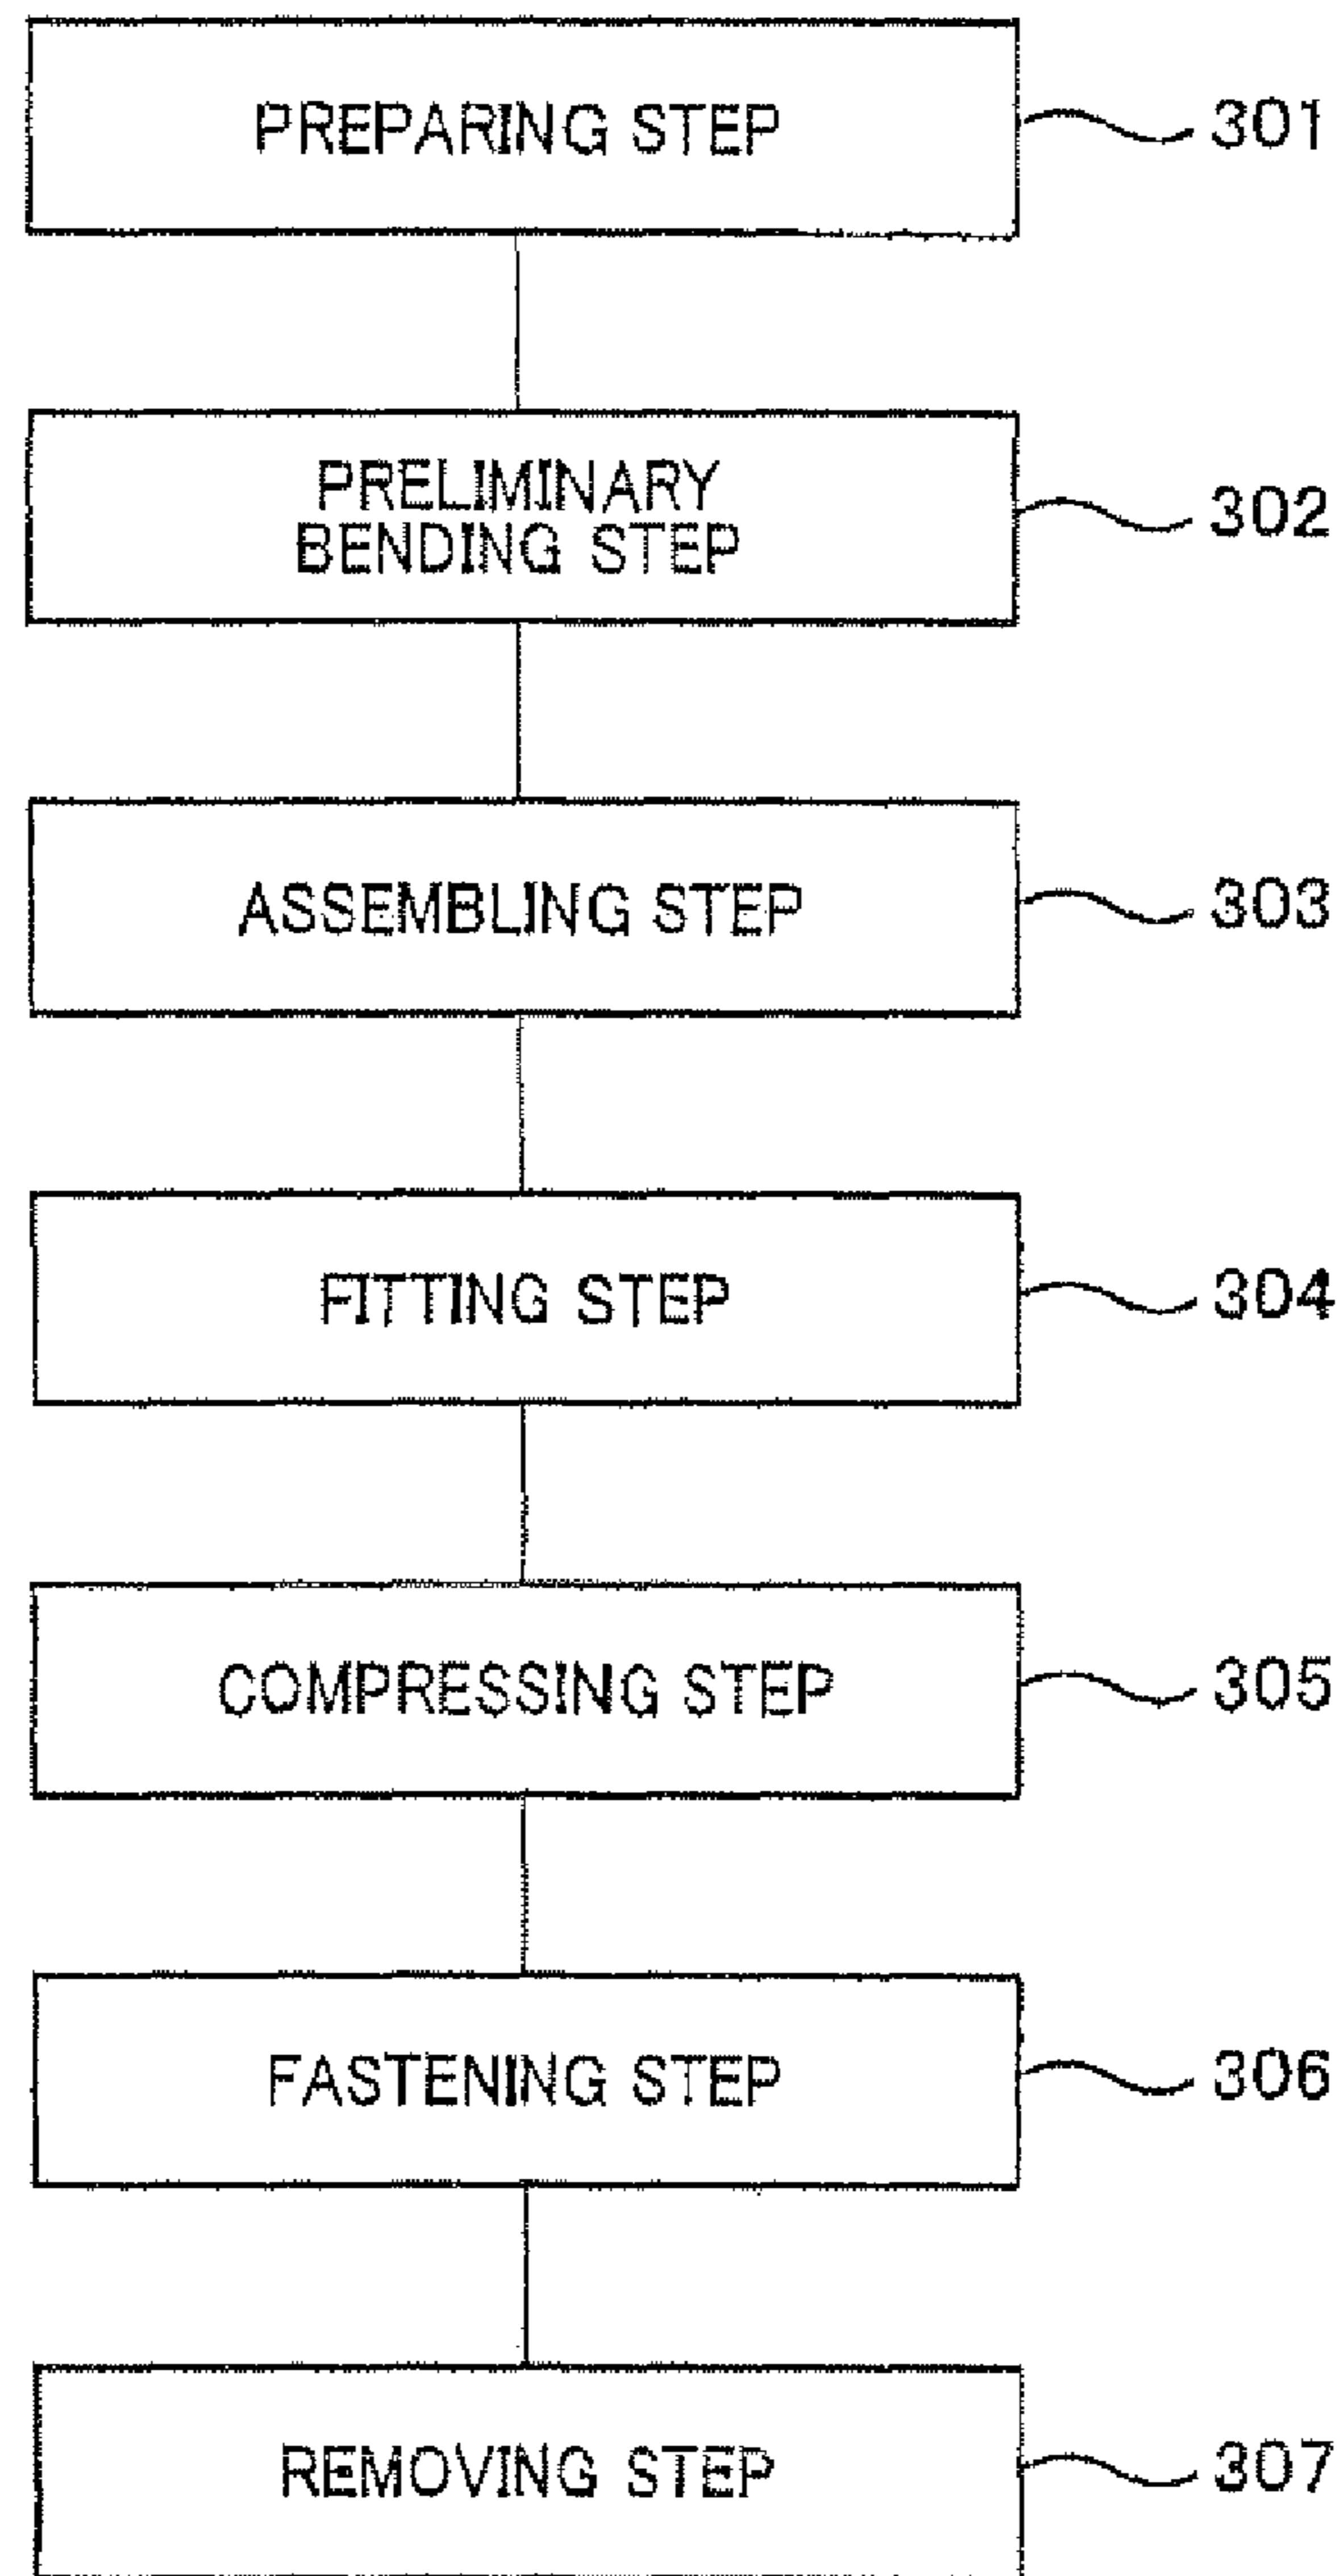 PREPARING STEP
301
PRELIMINARY
BENDING STEP
302
ASSEMBLING STEP
303
FITTING STEP
304
COMPRESSING STEP
305
FASTENING STEP
306
REMOVING STEP
307